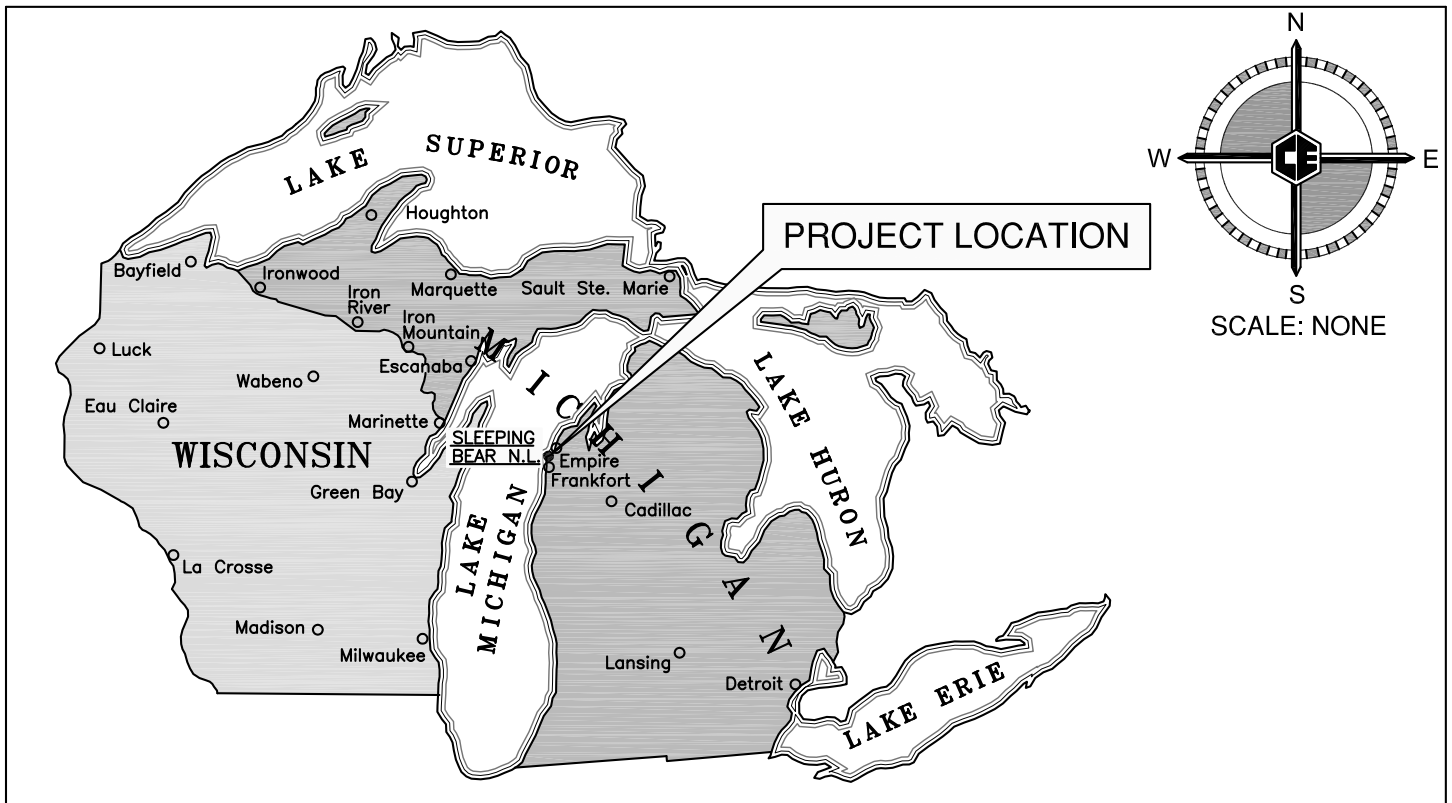 N
W
E
S
SCALE: NONE
PROJECT LOCATION
LAKE SUPERIOR
Houghton
Bayfield
Ironwood
Marquette
Sault Ste. Marie
Iron
River
Iron
Mountain
Luck
Wabeno
Escanaba
Eau Claire
Marinette
MICHIGAN
LAKE HURON
WISCONSIN
SLEEPING
BEAR N.L.
Empire
Frankfort
Green Bay
Cadillac
LAKE
MICHIGAN
La Crosse
Madison
Milwaukee
Lansing
Detroit
LAKE ERIE
CE